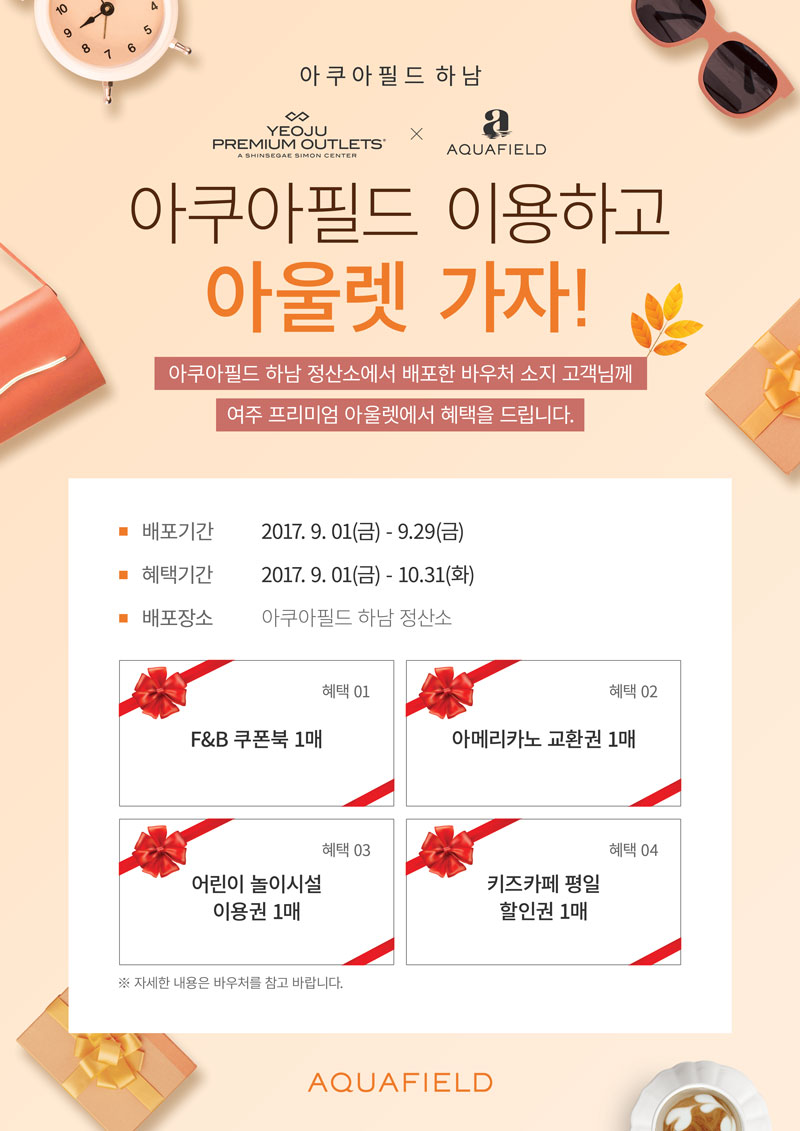 10
9
8
7
6
5
4
아쿠아필드 하남
YEOJU
PREMIUM OUTLETS®
A SHINSEGAE SIMON CENTER
×
a
AQUAFIELD
아쿠아필드 이용하고
아울렛 가자!
아쿠아필드 하남 정산소에서 배포한 바우처 소지 고객님께
여주 프리미엄 아울렛에서 혜택을 드립니다.
■ 배포기간 2017. 9. 01(금) - 9.29(금)
■ 혜택기간 2017. 9. 01(금) - 10.31(화)
■ 배포장소 아쿠아필드 하남 정산소
혜택 01
F&B 쿠폰북 1매
혜택 02
아메리카노 교환권 1매
혜택 03
어린이 놀이시설
이용권 1매
혜택 04
키즈카페 평일
할인권 1매
※ 자세한 내용은 바우처를 참고 바랍니다.
AQUAFIELD